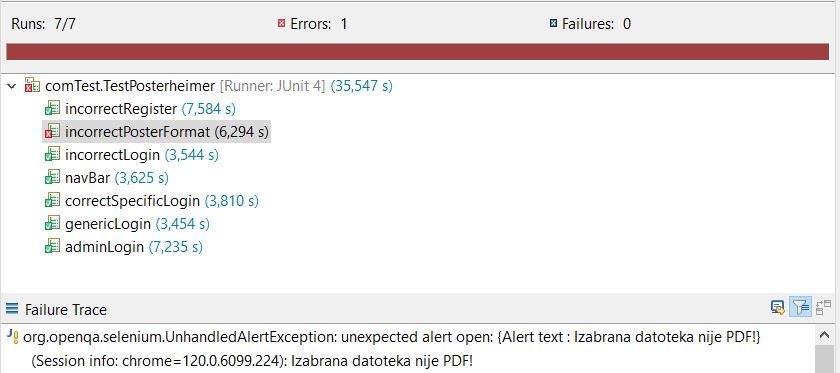 Runs: 7/7 Errors: 1 Failures: 0
comTest.TestPosterheimer [Runner: JUnit 4] (35,547 s)
incorrectRegister (7,584 s)
incorrectPosterFormat (6,294 s)
incorrectLogin (3,544 s)
navBar (3,625 s)
correctSpecificLogin (3,810 s)
genericLogin (3,454 s)
adminLogin (7,235 s)
Failure Trace
org.openqa.selenium.UnhandledAlertException: unexpected alert open: {Alert text : Izabrana datoteka nije PDF!}
(Session info: chrome=120.0.6099.224): Izabrana datoteka nije PDF!